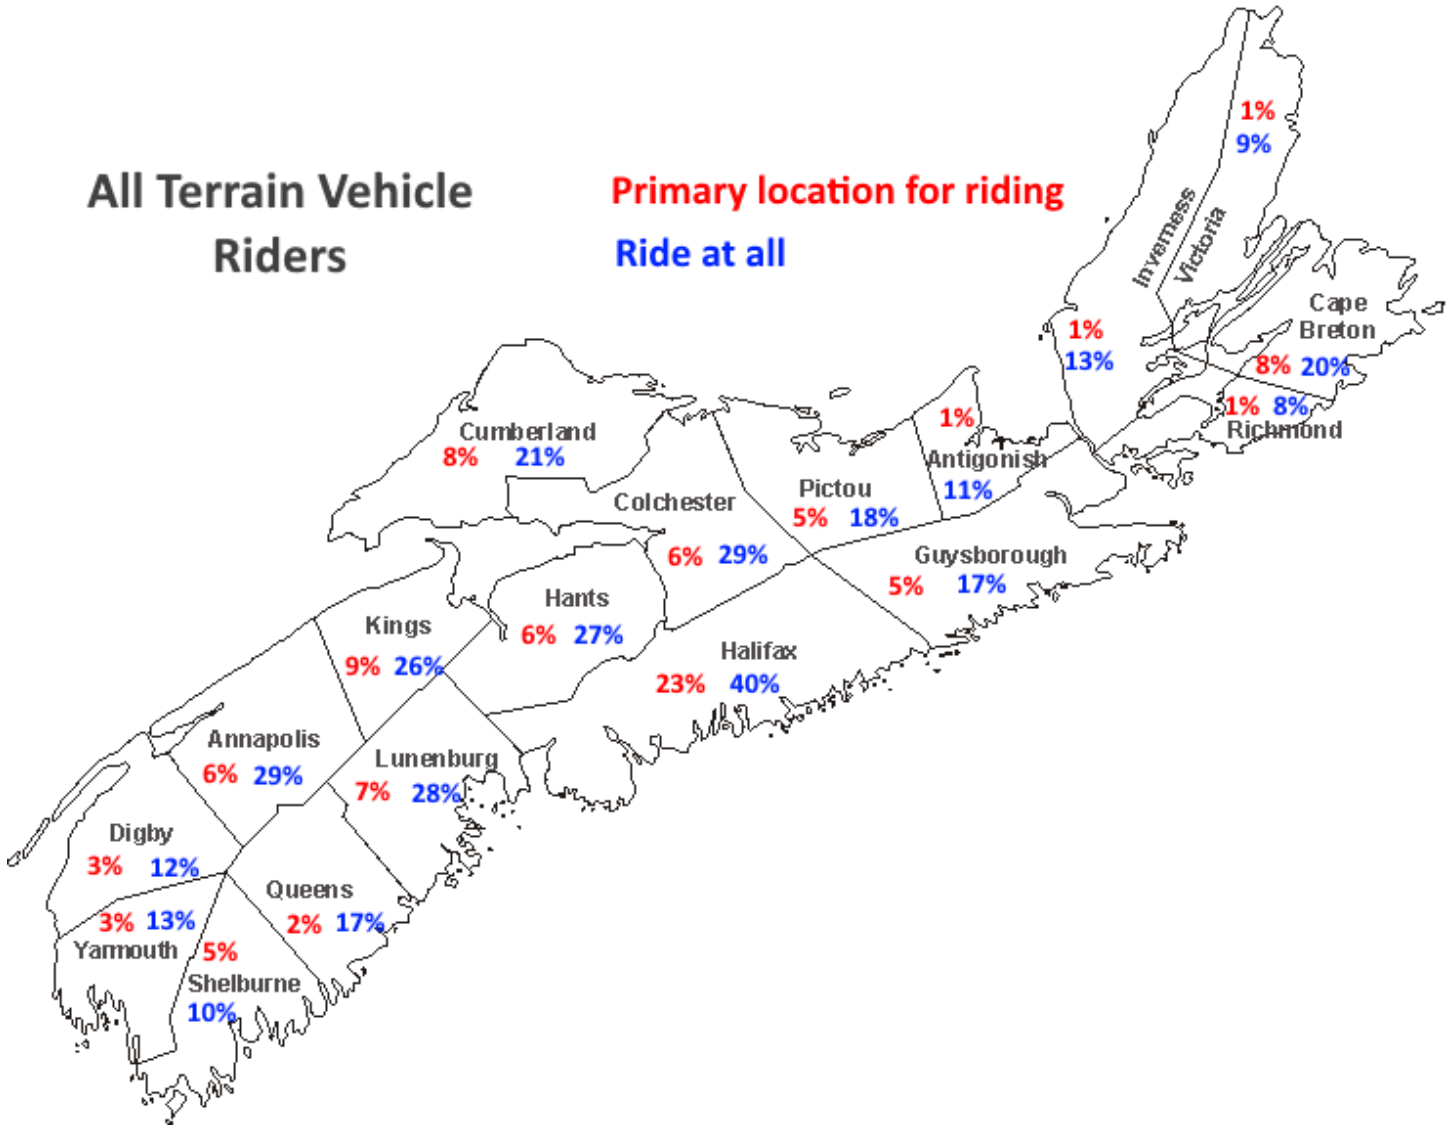 All Terrain Vehicle
Riders
Primary location for riding
Ride at all
1%
9%
Inverness
Victoria
1%
13%
Cape
Breton
8% 20%
1% 8%
Richmond
1%
Antigonish
11%
Cumberland
8% 21%
Colchester
6% 29%
Pictou
5% 18%
Guysborough
5% 17%
Hants
6% 27%
Kings
9% 26%
Halifax
23% 40%
Annapolis
6% 29%
Lunenburg
7% 28%
Digby
3% 12%
Queens
2% 17%
3% 13%
Yarmouth
5%
Shelburne
10%